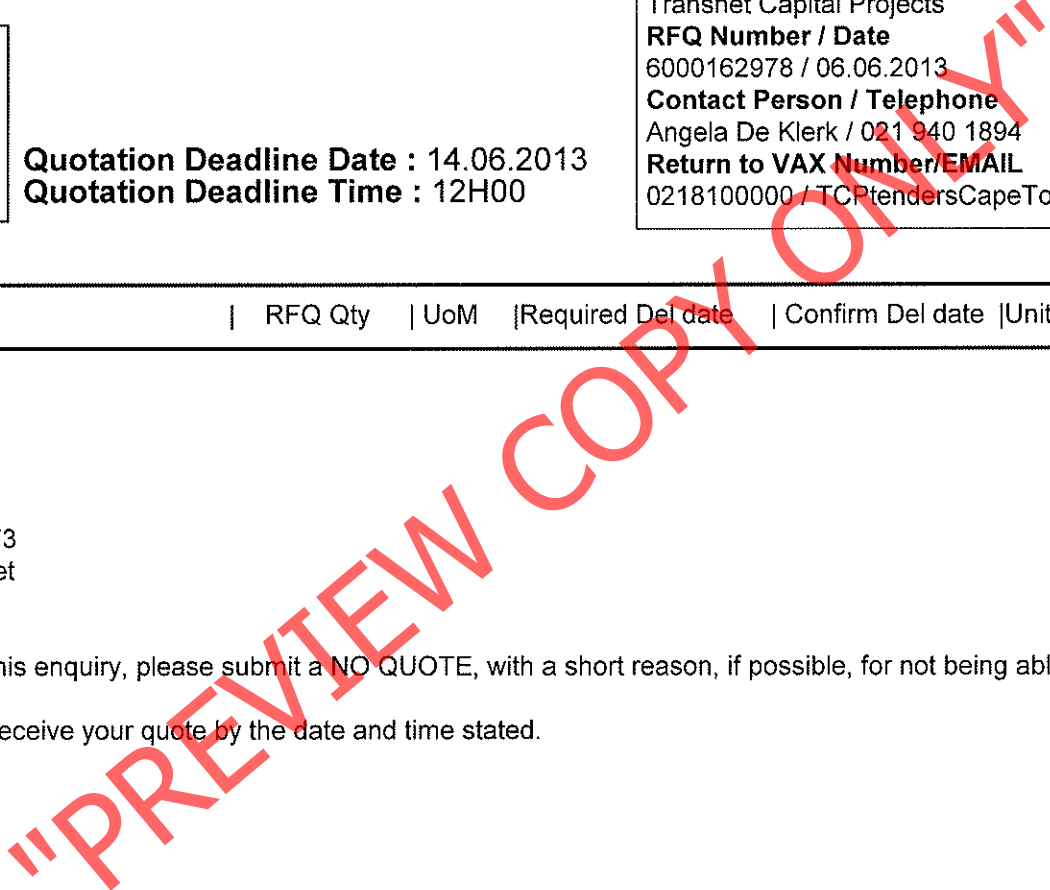 Transnet Capital Projects
RFQ Number / Date
6000162978 / 06.06.2013
Contact Person / Telephone
Angela De Klerk / 021 940 1894
Return to VAX Number/EMAIL
0218100000 / TCPtendersCapeTo
Quotation Deadline Date : 14.06.2013
Quotation Deadline Time : 12H00
| RFQ Qty | UoM |Required Del date | Confirm Del date |Unit
3
et
his enquiry, please submit a NO QUOTE, with a short reason, if possible, for not being abl
eceive your quote by the date and time stated.
"PREVIEW COPY ONLY"